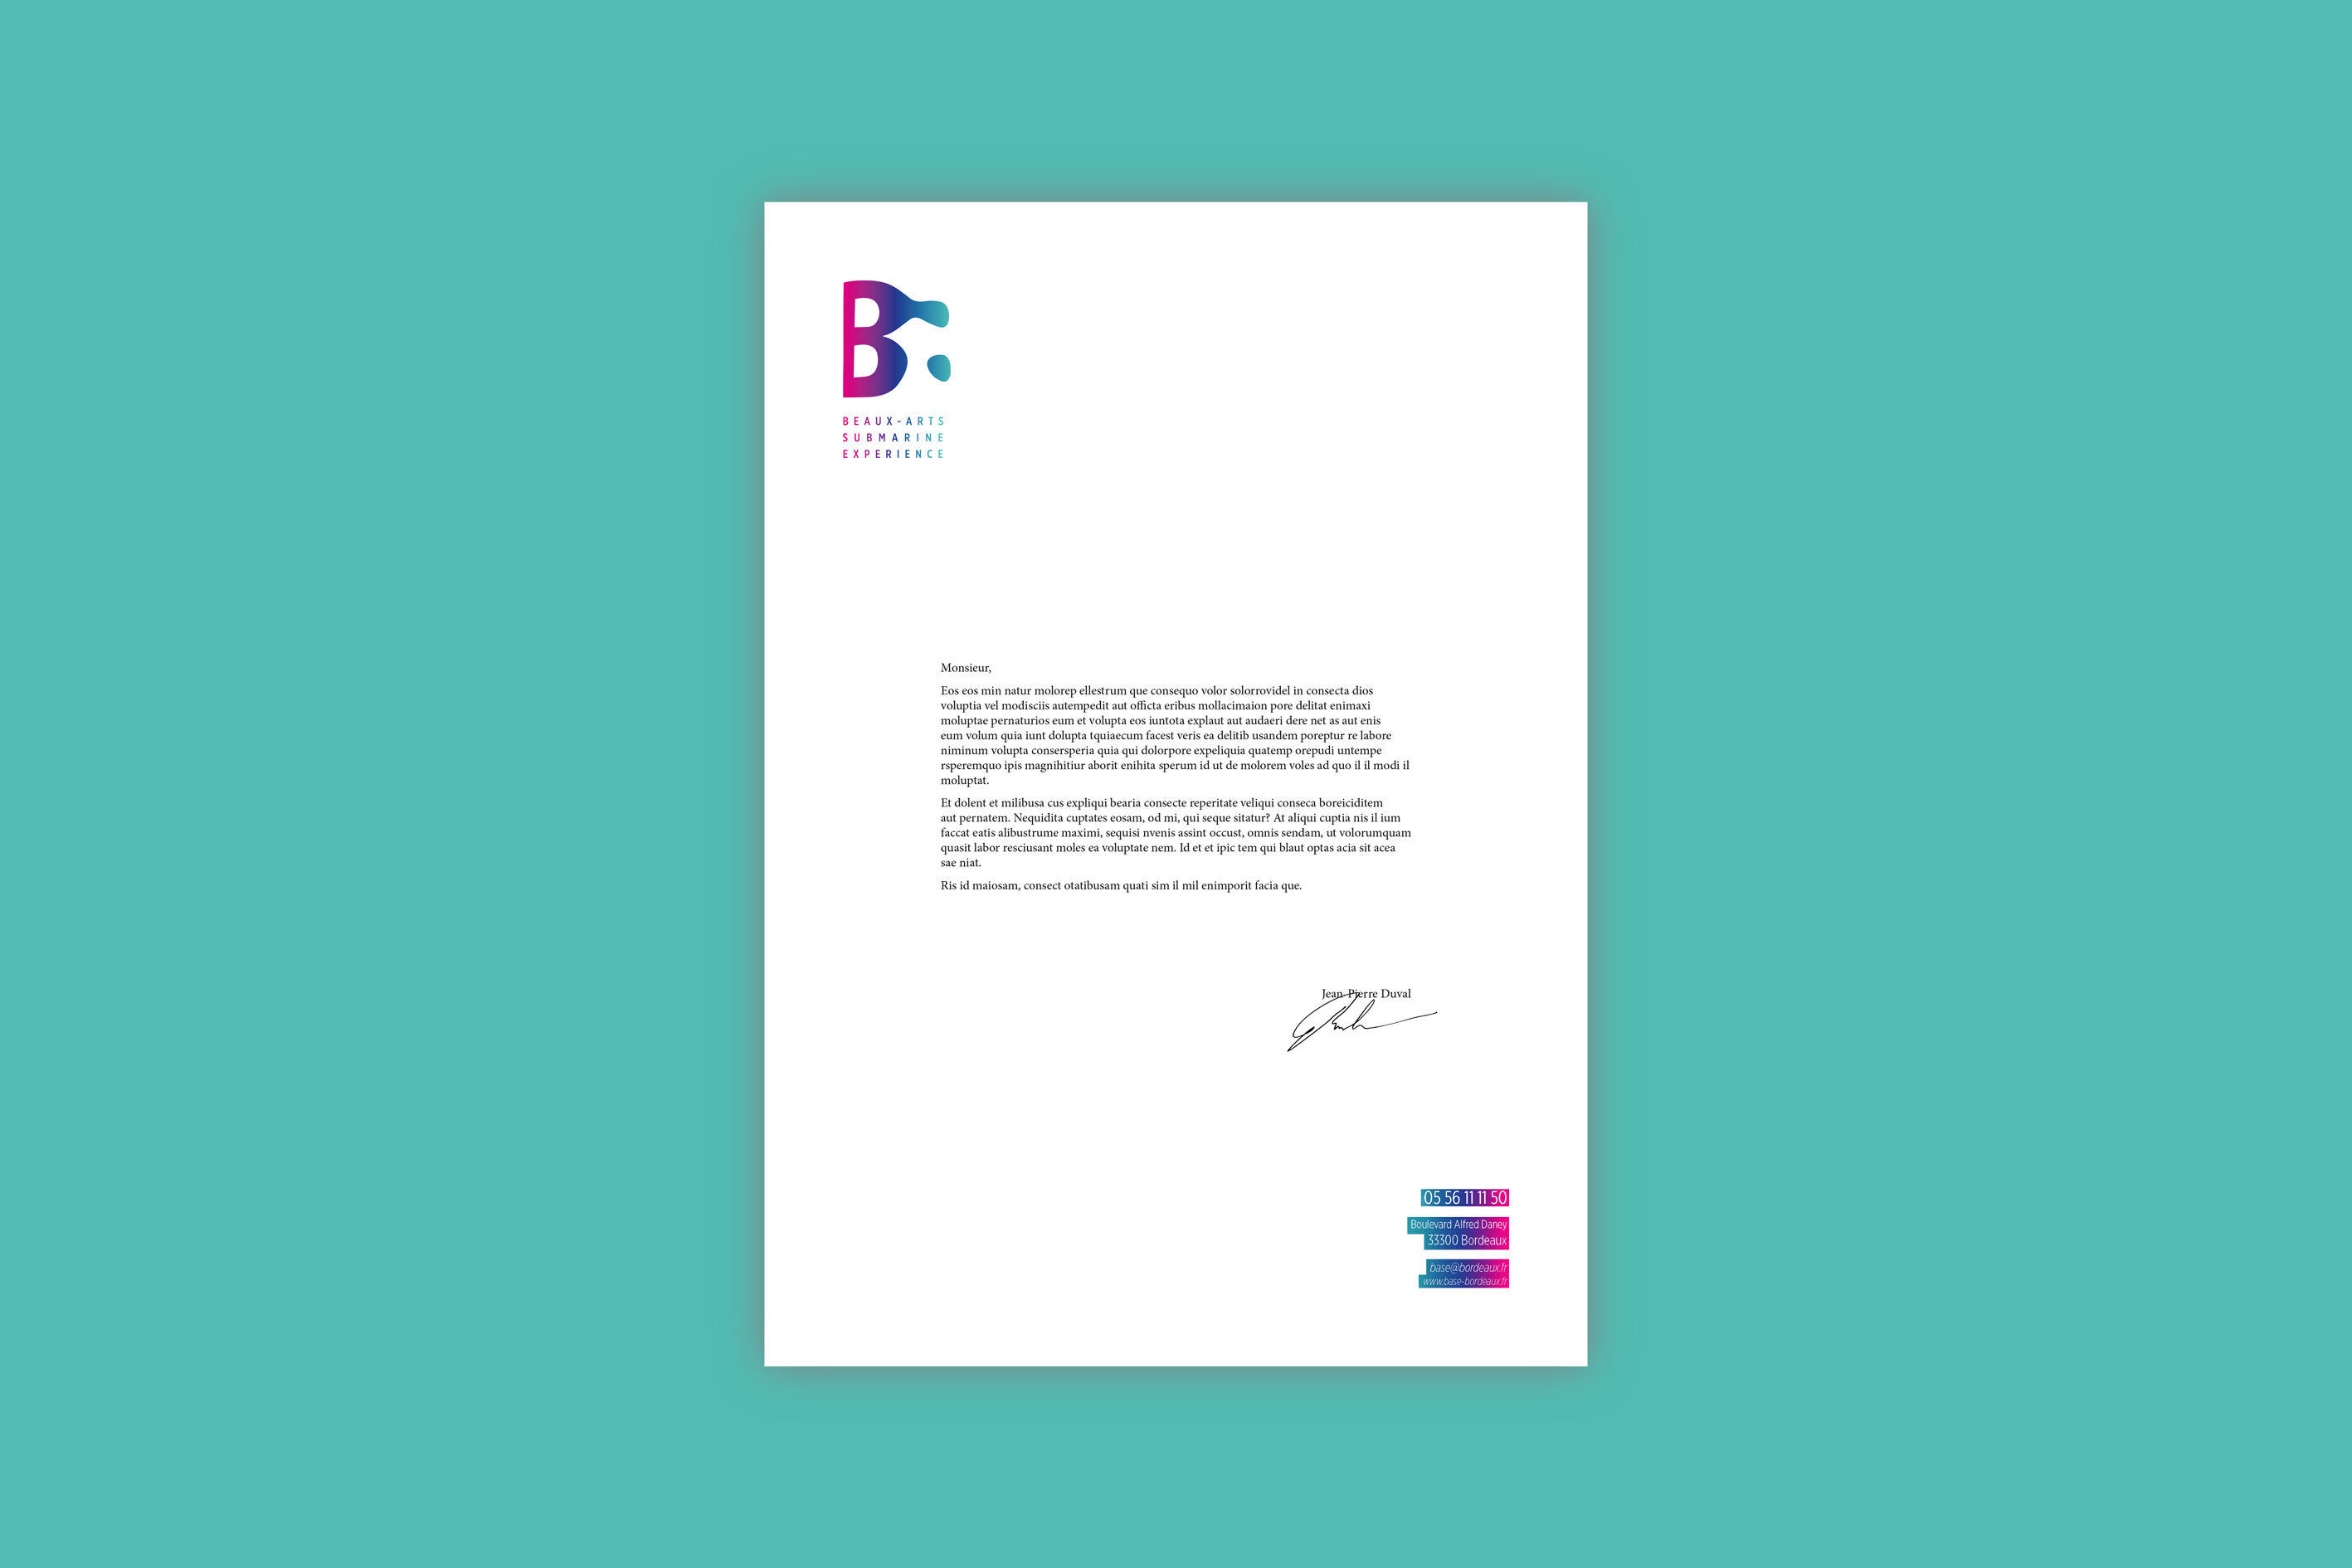 B
BEAUX-ARTS
SUBMARINE
EXPERIENCE
Monsieur,
Eos eos min natur molorep ellestrum que consequo volor solorrovidel in consecta dios
voluptia vel modisciis autempedit aut officta eribus mollacimaion pore delitat enimaxi
moluptae pernaturios eum et volupta eos iuntota explaut aut audaeri dere net as aut enis
eum volum quia iunt dolupta tquiaecum facest veris ea delitib usandem poreptur re labore
niminum volupta consersperia quia qui dolorpore expeliquia quatemp orepudi untempe
rsperemquo ipis magnihitiur aborit enihita sperum id ut de molorem voles ad quo il il modi il
moluptat.
Et dolent et milibusa cus expliqui bearia consecte reperitate veliqui conseca boreiciditem
aut pernatem. Nequidita cuptates eosam, od mi, qui seque sitatur? At aliqui cuptia nis il ium
faccat eatis alibustrume maximi, sequisi nvenis assint occust, omnis sendam, ut volorumquam
quasit labor resciusant moles ea voluptate nem. Id et et ipic tem qui blaut optas acia sit acea
sae niat.
Ris id maiosam, consect otatibusam quati sim il mil enimporit facia que.
Jean-Pierre Duval
05 56 11 11 50
Boulevard Alfred Daney
33300 Bordeaux
base@bordeaux.fr
www.base-bordeaux.fr